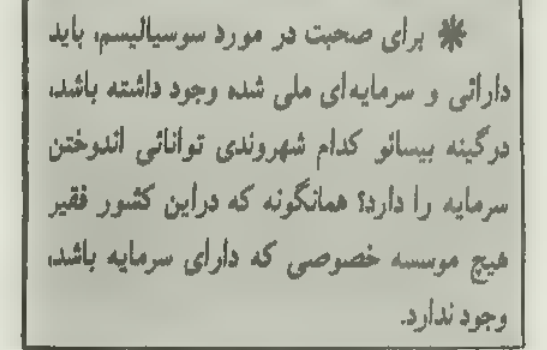 * برای صحبت در مورد سوسیالیسم، باید
دارائی و سرمایه‌ای ملی شده وجود داشته باشد،
درگینه بیسائو کدام شهروندی توانائی اندوختن
سرمایه را دارد؟ همانگونه که دراین کشور فقیر
هیچ موسسه خصوصی که دارای سرمایه باشد،
وجود ندارد.